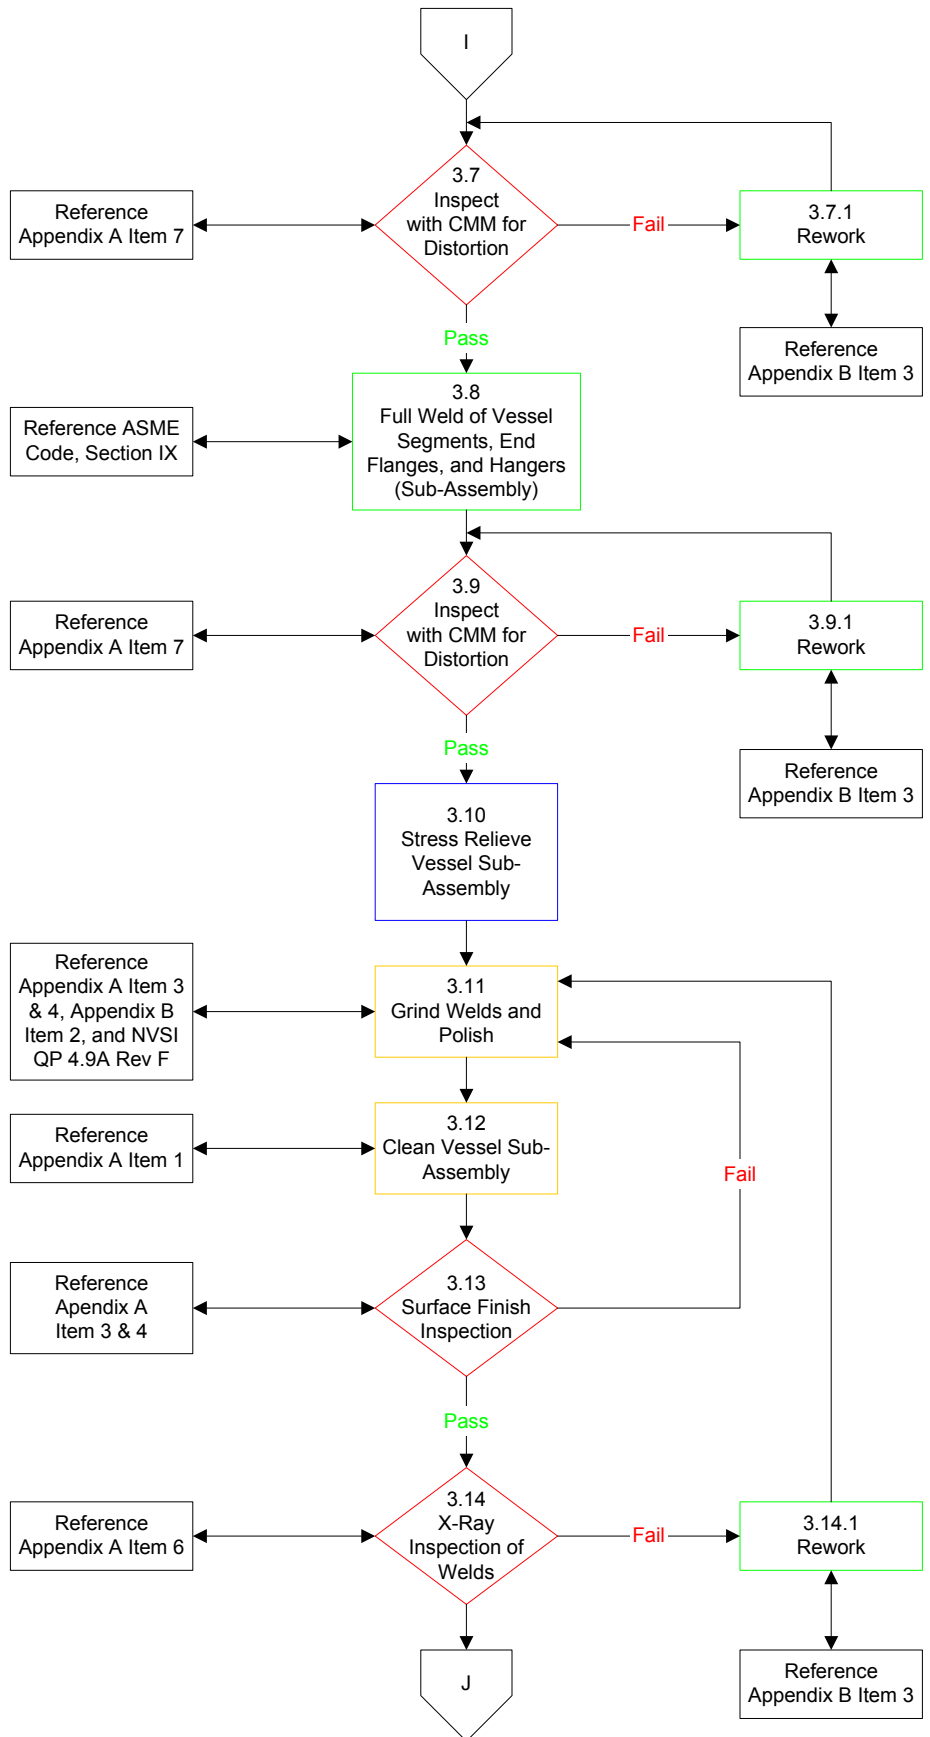 I
3.7
Inspect
with CMM for
Distortion
Reference
Appendix A Item 7
Fail
3.7.1
Rework
Pass
Reference
Appendix B Item 3
3.8
Full Weld of Vessel
Segments, End
Flanges, and Hangers
(Sub-Assembly)
Reference ASME
Code, Section IX
3.9
Inspect
with CMM for
Distortion
Reference
Appendix A Item 7
Fail
3.9.1
Rework
Pass
Reference
Appendix B Item 3
3.10
Stress Relieve
Vessel Sub-
Assembly
Reference
Appendix A Item 3
& 4, Appendix B
Item 2, and NVSI
QP 4.9A Rev F
3.11
Grind Welds and
Polish
Reference
Appendix A Item 1
3.12
Clean Vessel Sub-
Assembly
Fail
Reference
Apendix A
Item 3 & 4
3.13
Surface Finish
Inspection
Pass
Reference
Appendix A Item 6
3.14
X-Ray
Inspection of
Welds
Fail
3.14.1
Rework
Reference
Appendix B Item 3
J